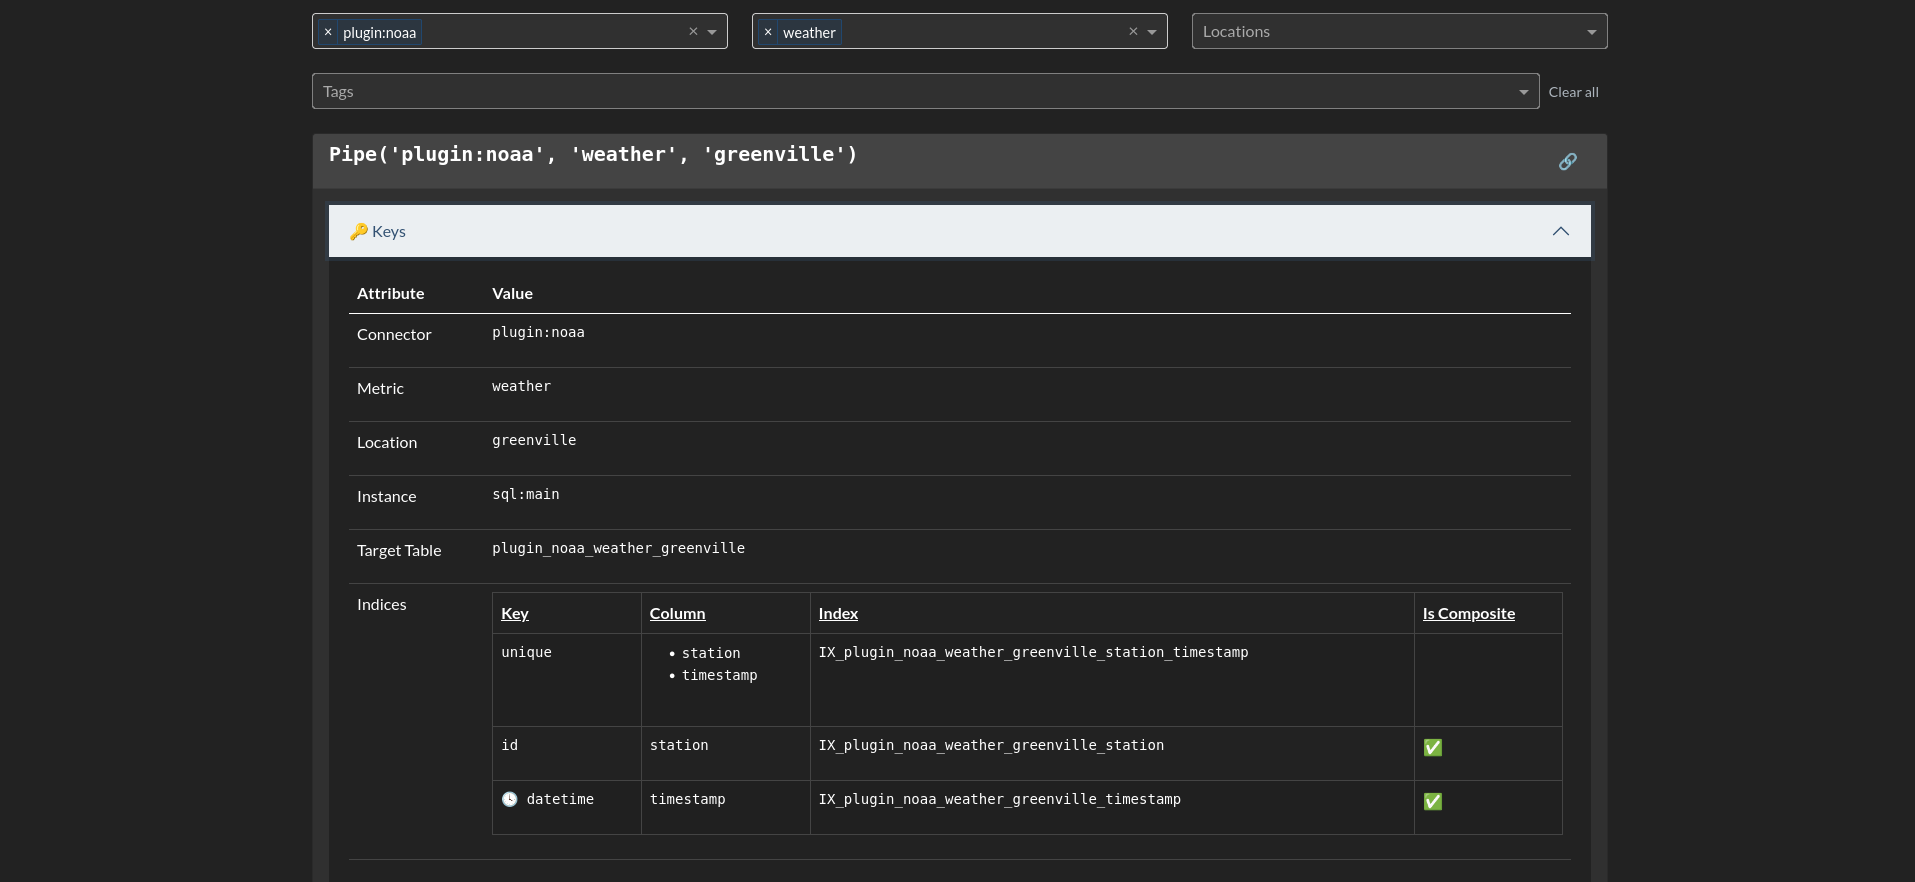 × plugin:noaa × × weather × Locations
Tags Clear all
Pipe('plugin:noaa', 'weather', 'greenville')
🔑 Keys
Attribute Value
Connector plugin:noaa
Metric weather
Location greenville
Instance sql:main
Target Table plugin_noaa_weather_greenville
Indices
Key Column Index Is Composite
unique • station IX_plugin_noaa_weather_greenville_station_timestamp
• timestamp
id station IX_plugin_noaa_weather_greenville_station ✅
🕓 datetime timestamp IX_plugin_noaa_weather_greenville_timestamp ✅